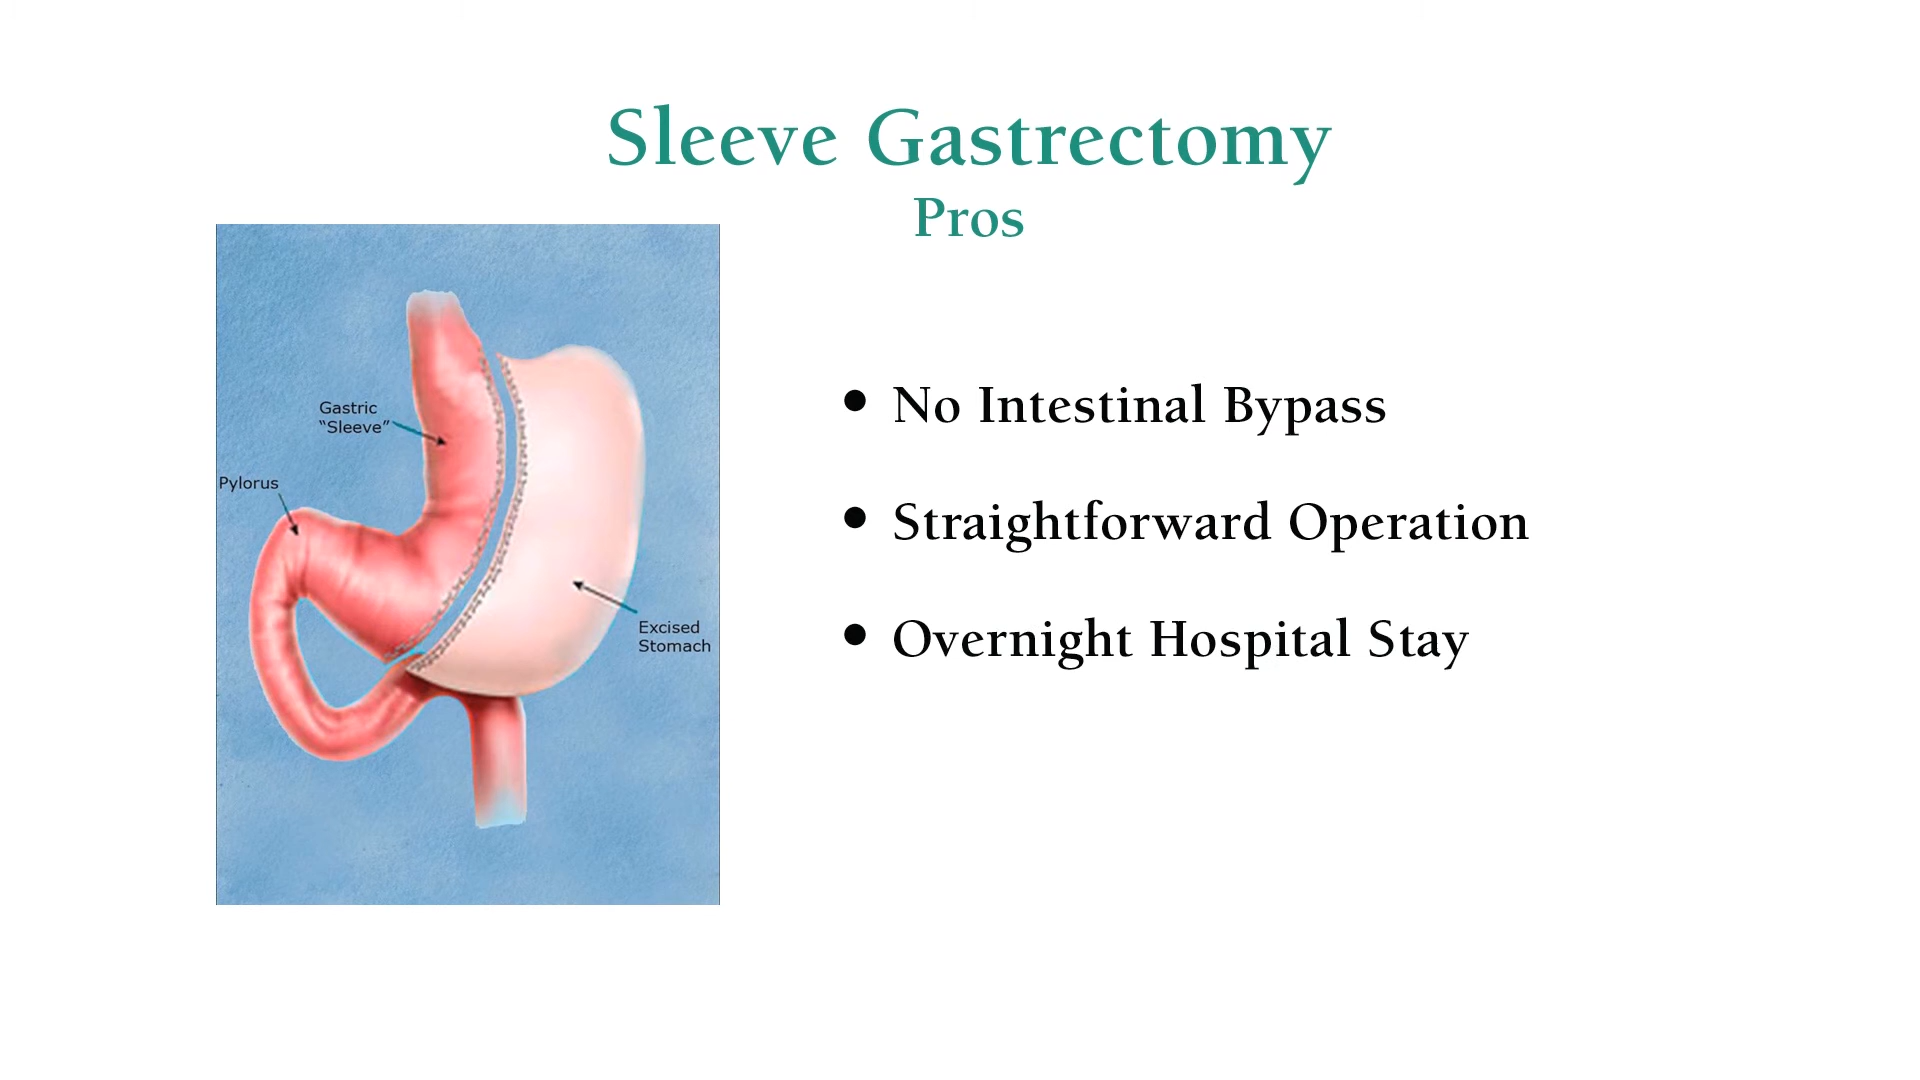 Sleeve Gastrectomy
Pros
Gastric
“Sleeve”
Pylorus
Excised
Stomach
• No Intestinal Bypass
• Straightforward Operation
• Overnight Hospital Stay